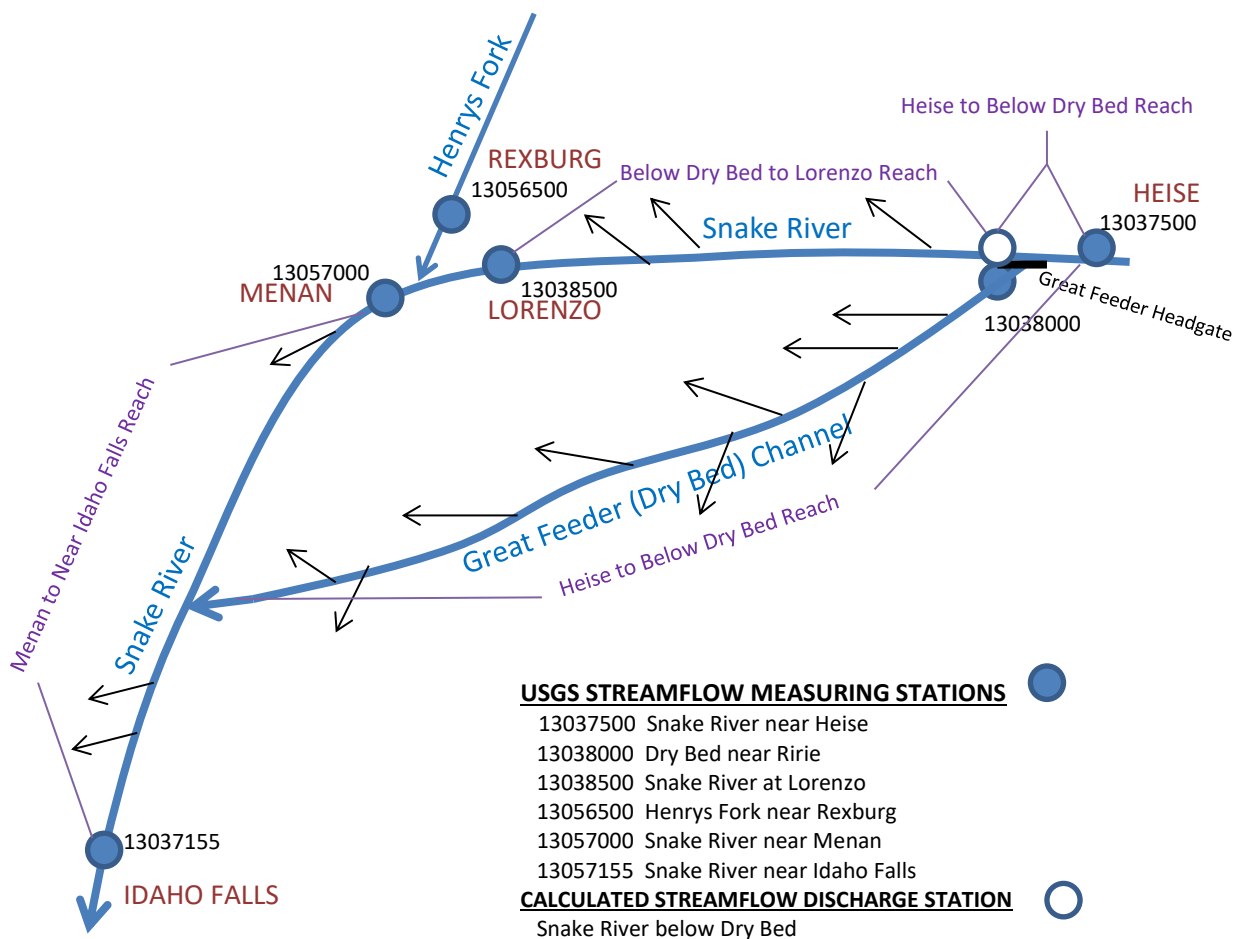 Henrys Fork
Heise to Below Dry Bed Reach
REXBURG
13056500
Below Dry Bed to Lorenzo Reach
HEISE
13037500
Snake River
13057000
MENAN
13038500
LORENZO
Great Feeder Headgate
13038000
Menan to Near Idaho Falls Reach
Great Feeder (Dry Bed) Channel
Heise to Below Dry Bed Reach
Snake River
13037155
IDAHO FALLS
USGS STREAMFLOW MEASURING STATIONS
13037500 Snake River near Heise
13038000 Dry Bed near Ririe
13038500 Snake River at Lorenzo
13056500 Henrys Fork near Rexburg
13057000 Snake River near Menan
13057155 Snake River near Idaho Falls
CALCULATED STREAMFLOW DISCHARGE STATION
Snake River below Dry Bed